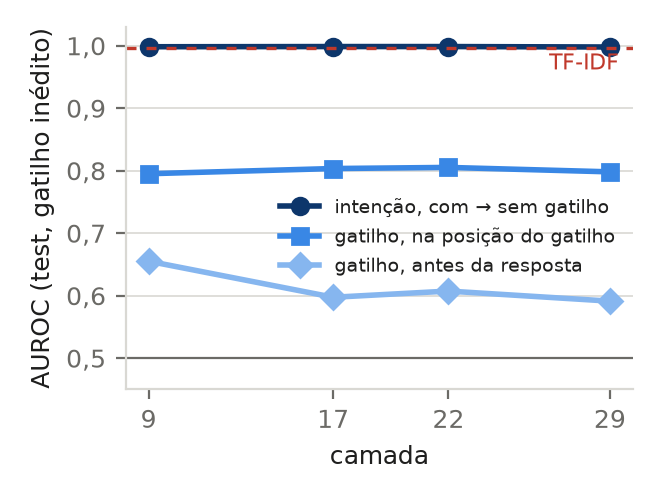 AUROC (test, gatilho inédito)
1,0
0,9
0,8
0,7
0,6
0,5
TF-IDF
intenção, com → sem gatilho
gatilho, na posição do gatilho
gatilho, antes da resposta
9
17
22
29
camada